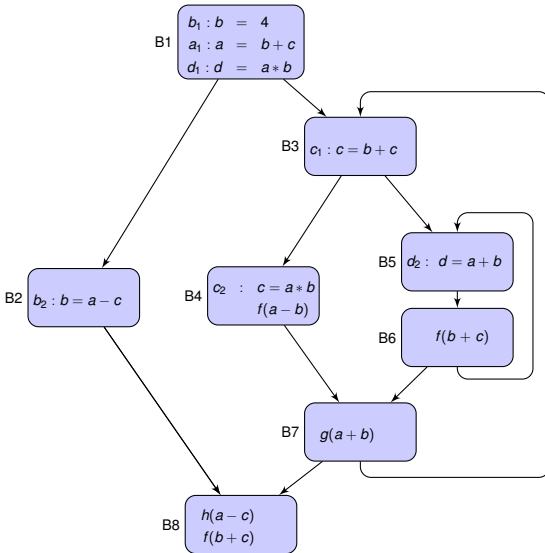 B1
b₁ : b = 4
a₁ : a = b + c
d₁ : d = a ∗ b
B3
c₁ : c = b + c
B2
b₂ : b = a − c
B4
c₂ : c = a ∗ b
f(a − b)
B5
d₂ : d = a + b
B6
f(b + c)
B7
g(a + b)
B8
h(a − c)
f(b + c)